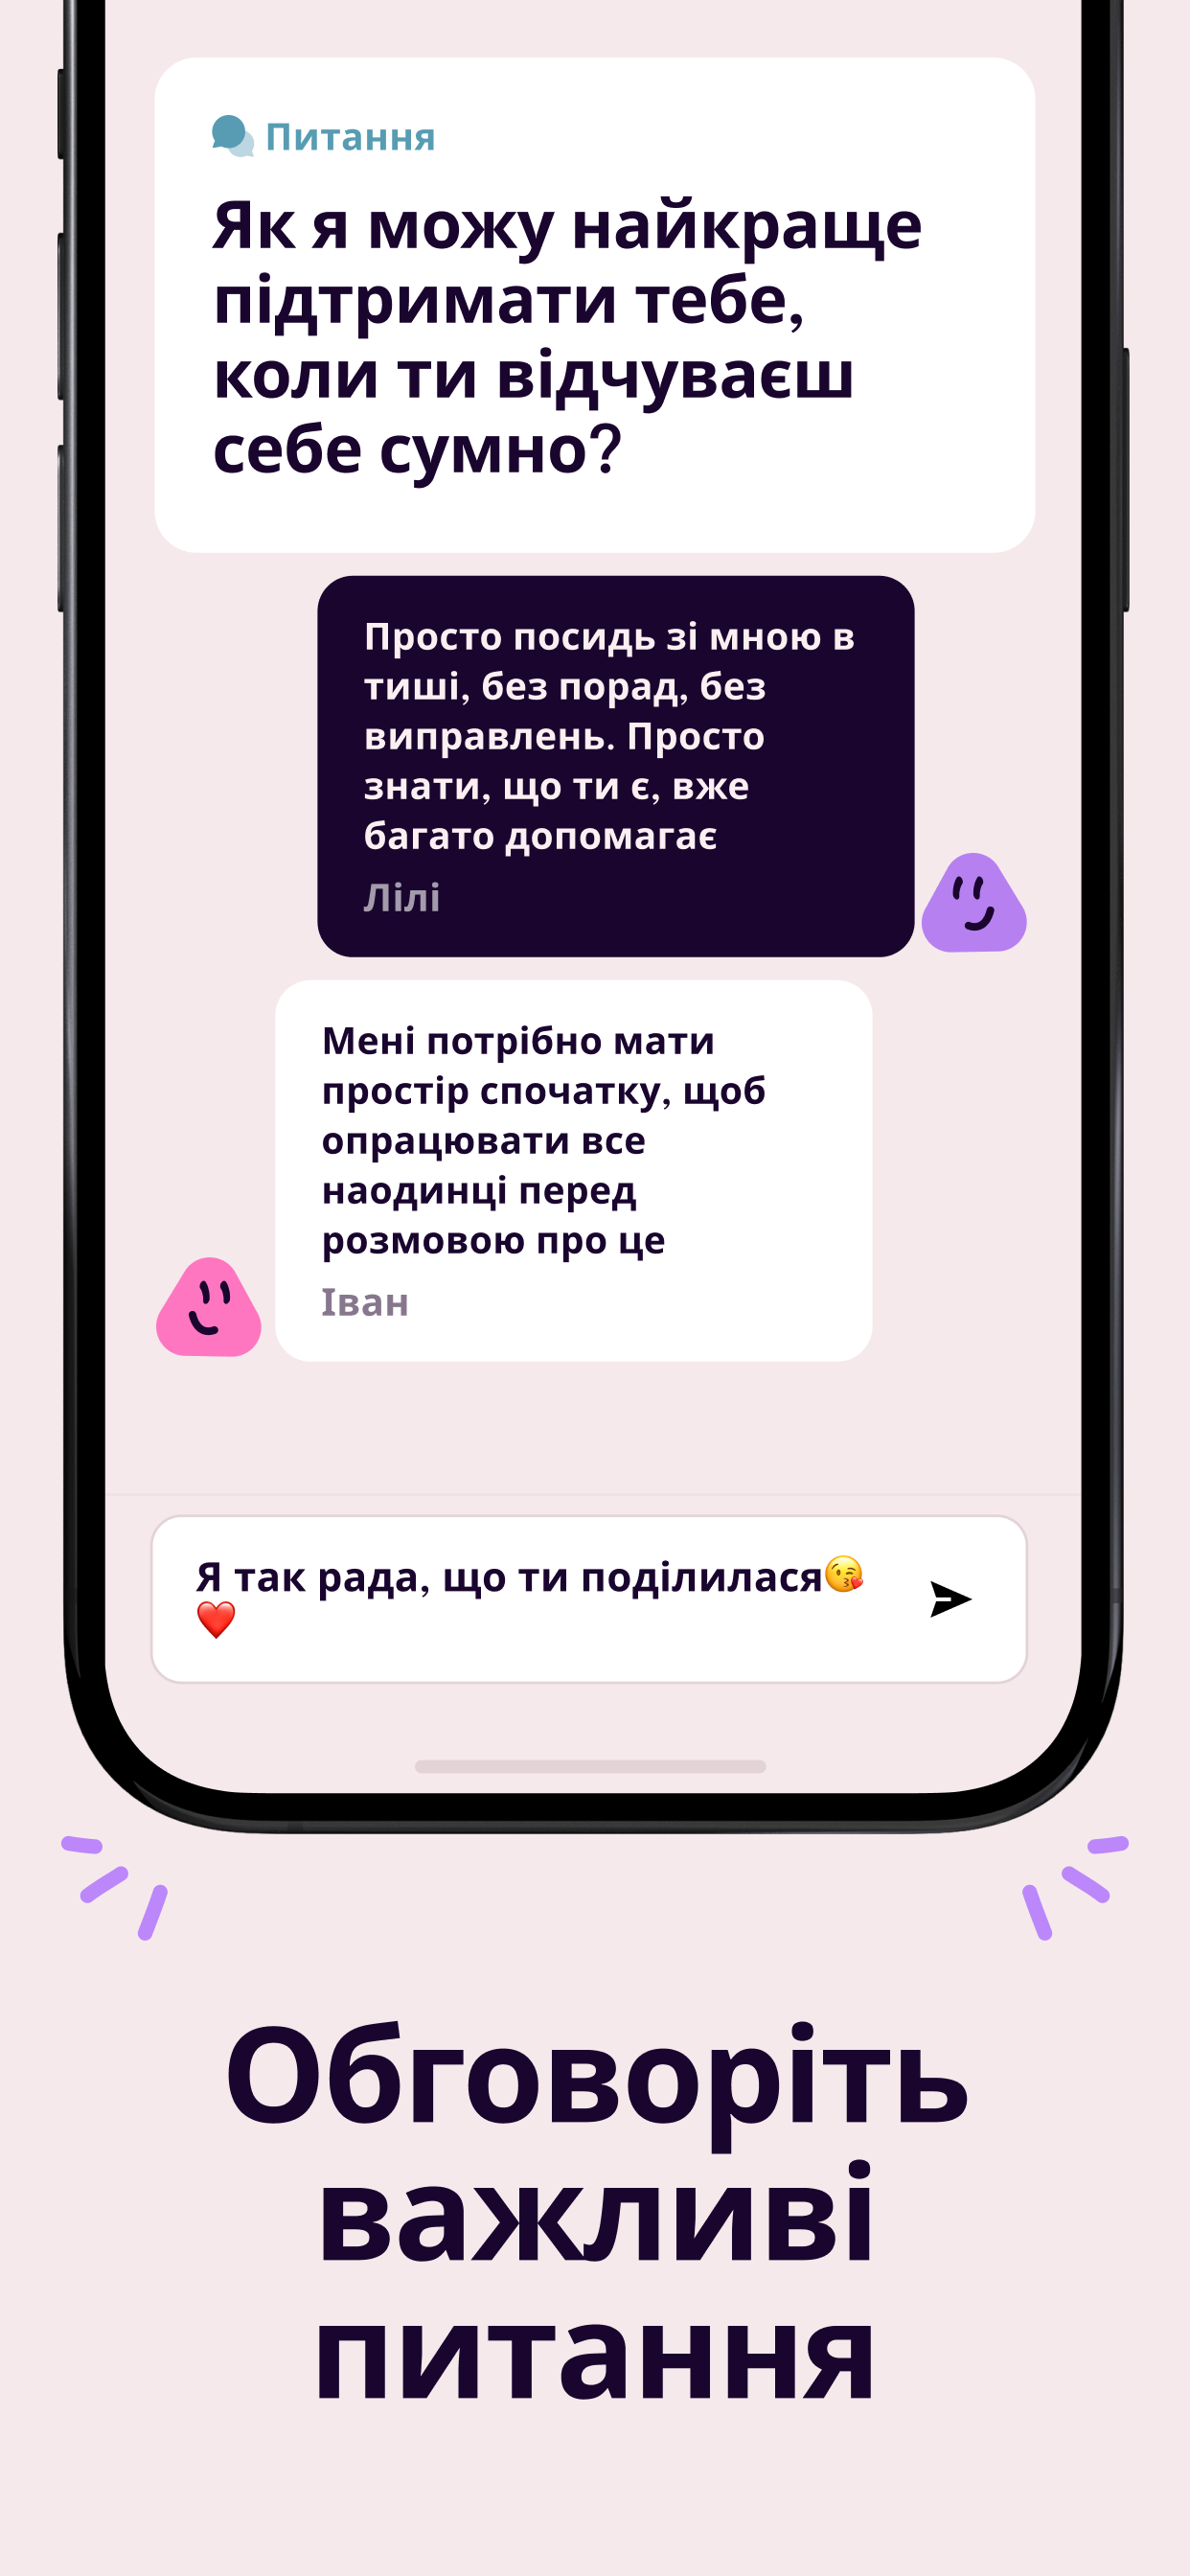 Питання
Як я можу найкраще
підтримати тебе,
коли ти відчуваєш
себе сумно?
Просто посидь зі мною в
тиші, без порад, без
виправлень. Просто
знати, що ти є, вже
багато допомагає
Лілі
Мені потрібно мати
простір спочатку, щоб
опрацювати все
наодинці перед
розмовою про це
Іван
Я так рада, що ти поділилася😘
❤️
Обговоріть
важливі
питання